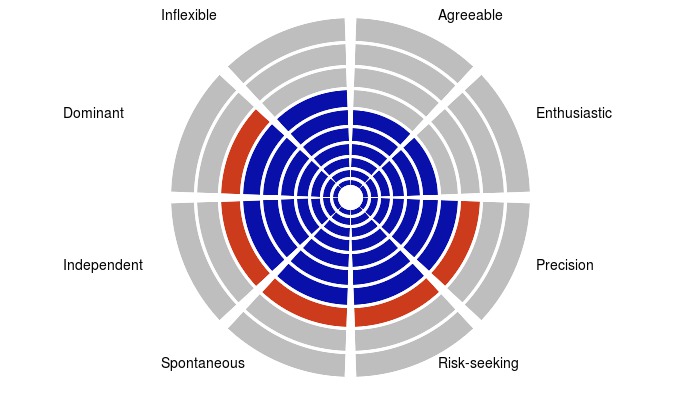 Inflexible
Agreeable
Dominant
Enthusiastic
Independent
Precision
Spontaneous
Risk-seeking